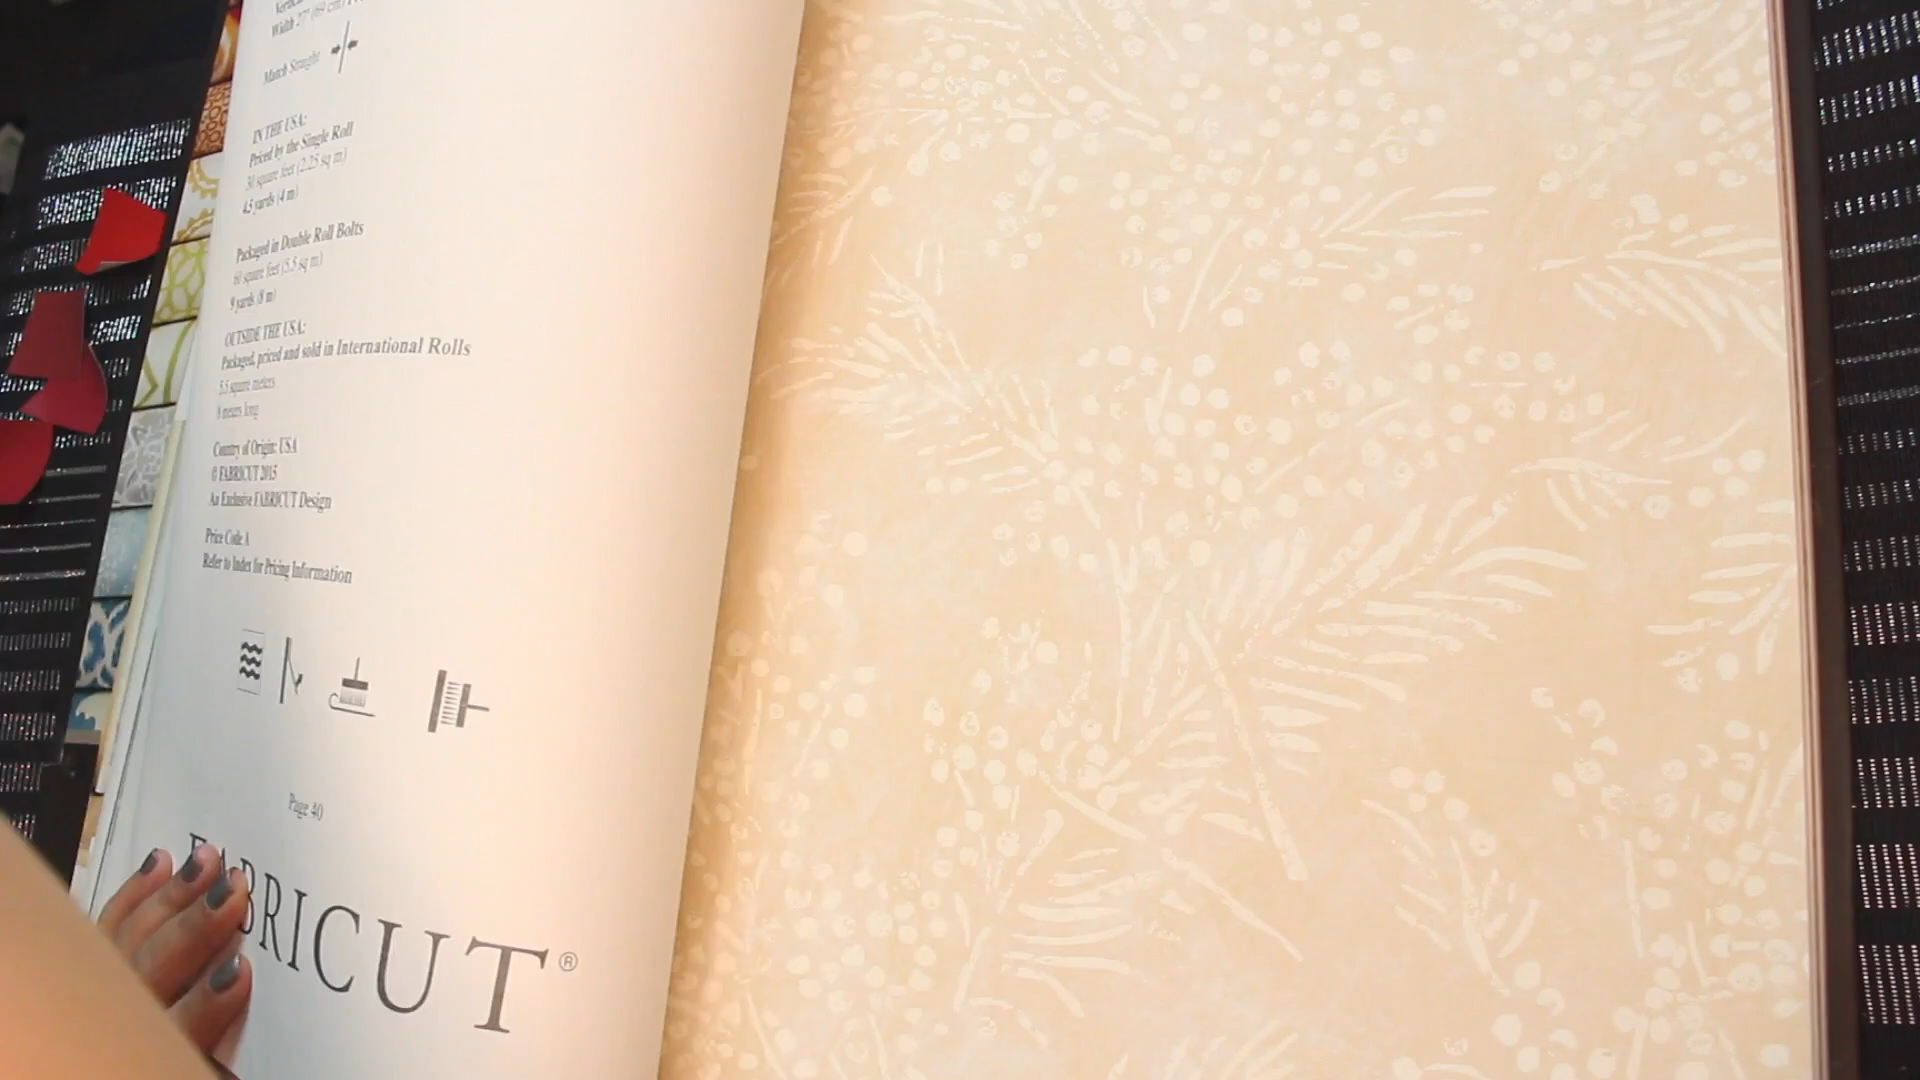 Width 27" (69 cm)
Match Straight
IN THE USA:
Priced by the Single Roll
30 square feet (2.25 sq m)
4.5 yards (4 m)
Packaged in Double Roll Bolts
60 square feet (5.5 sq m)
9 yards (8 m)
OUTSIDE THE USA:
Packaged, priced and sold in International Rolls
5.5 square meters
8 meters long
Country of Origin: USA
© FABRICUT 2015
An Exclusive FABRICUT Design
Price Code A
Refer to Index for Pricing Information
Page 40
FABRICUT®